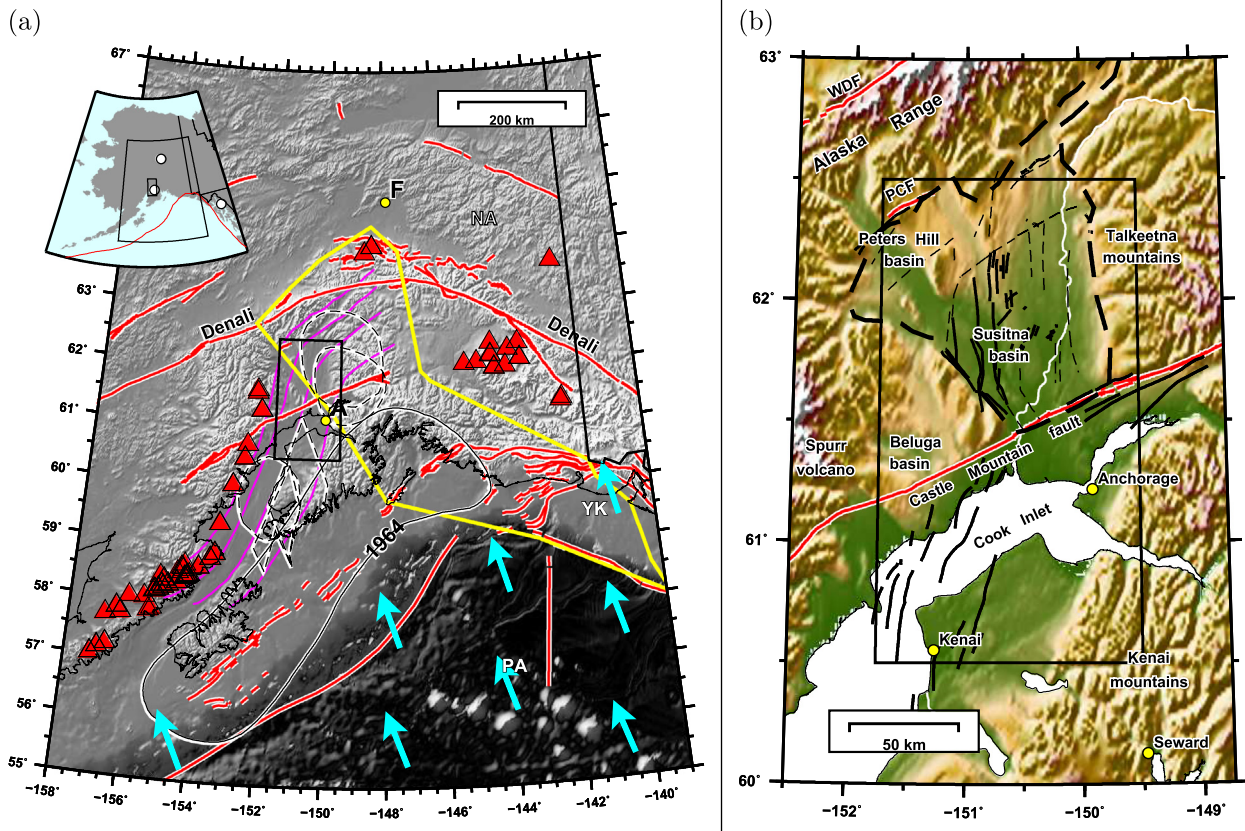 (a)
67°
200 km
F
NA
63°
Denali
Denali
62°
61°
A
60°
YK
59°
1964
58°
57°
PA
56°
55°
−158°
−156°
−154°
−152°
−150°
−148°
−146°
−144°
−142°
−140°
(b)
63°
WDF
Alaska Range
PCF
Peters Hill
basin
Talkeetna
mountains
62°
Susitna
basin
Spurr
volcano
Beluga
basin
Castle Mountain fault
Anchorage
61°
Cook Inlet
Kenai
Kenai
mountains
50 km
Seward
60°
−152°
−151°
−150°
−149°